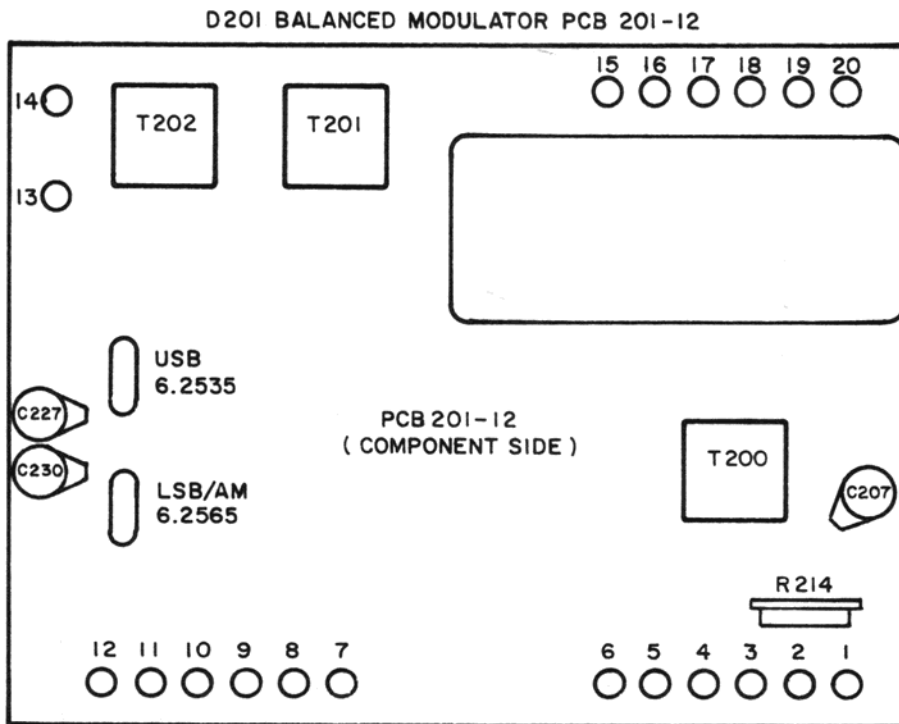 D201 BALANCED MODULATOR PCB 201-12
15 16 17 18 19 20
14
T202
T201
13
USB
6.2535
C227
PCB 201-12
( COMPONENT SIDE )
C230
LSB/AM
6.2565
T200
C207
R214
12 11 10 9 8 7
6 5 4 3 2 1